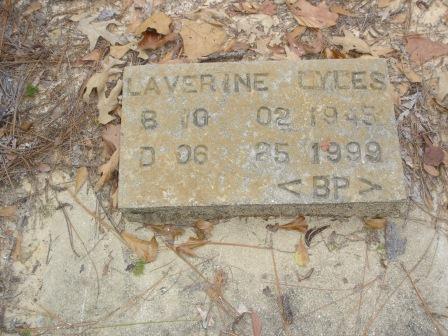 LAVERINE LYLES
B 10 02 1945
D 06 25 1999
<BP>